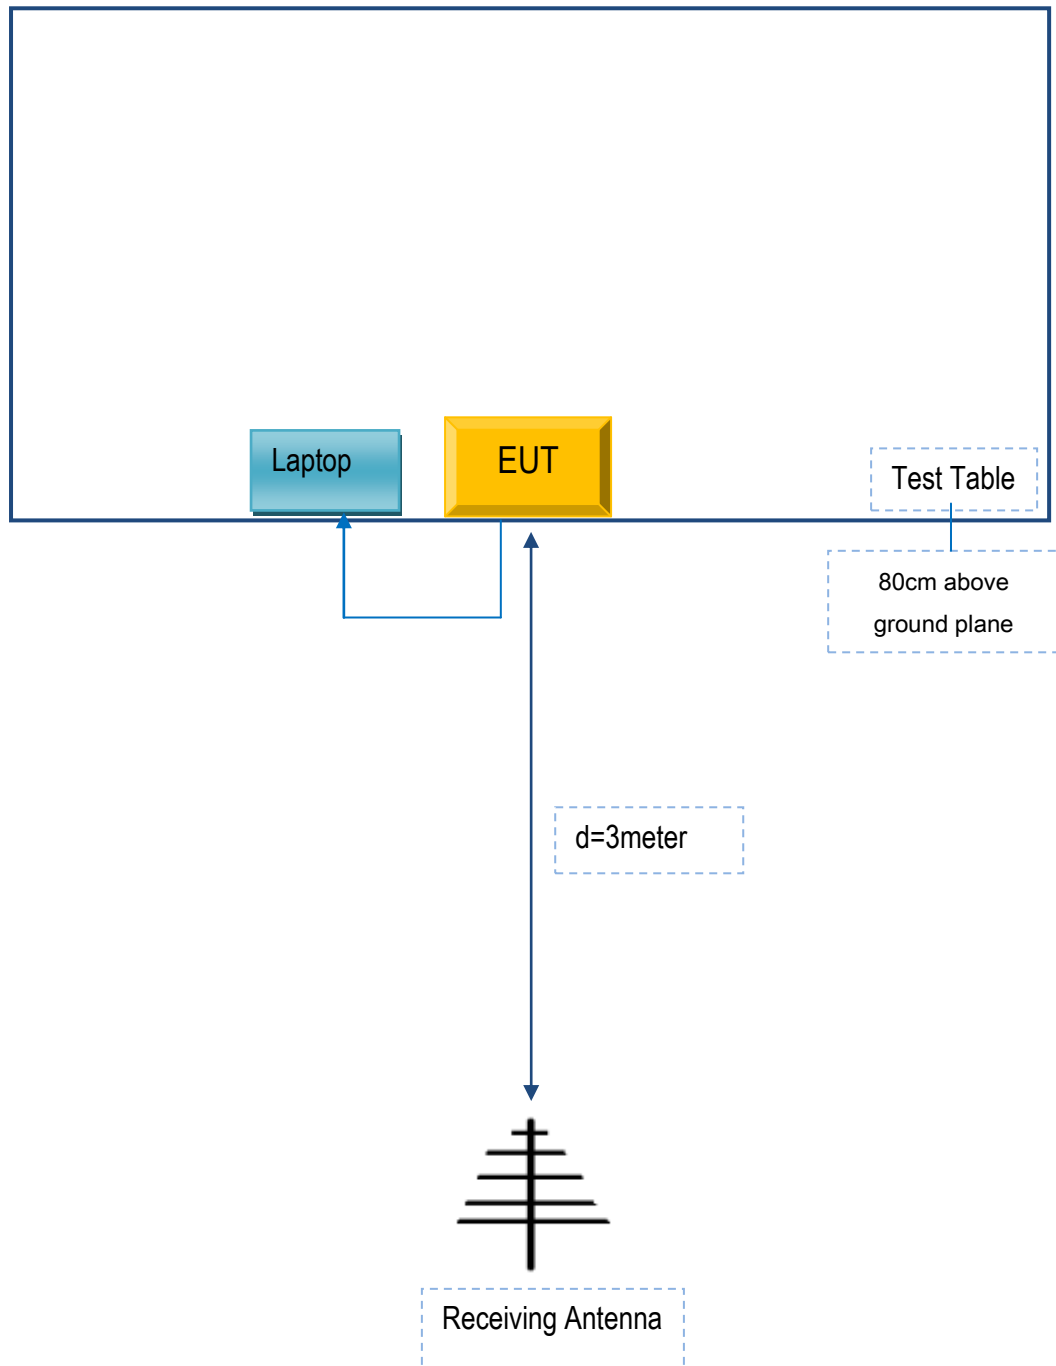 Laptop
EUT
Test Table
80cm above
ground plane
d=3meter
Receiving Antenna